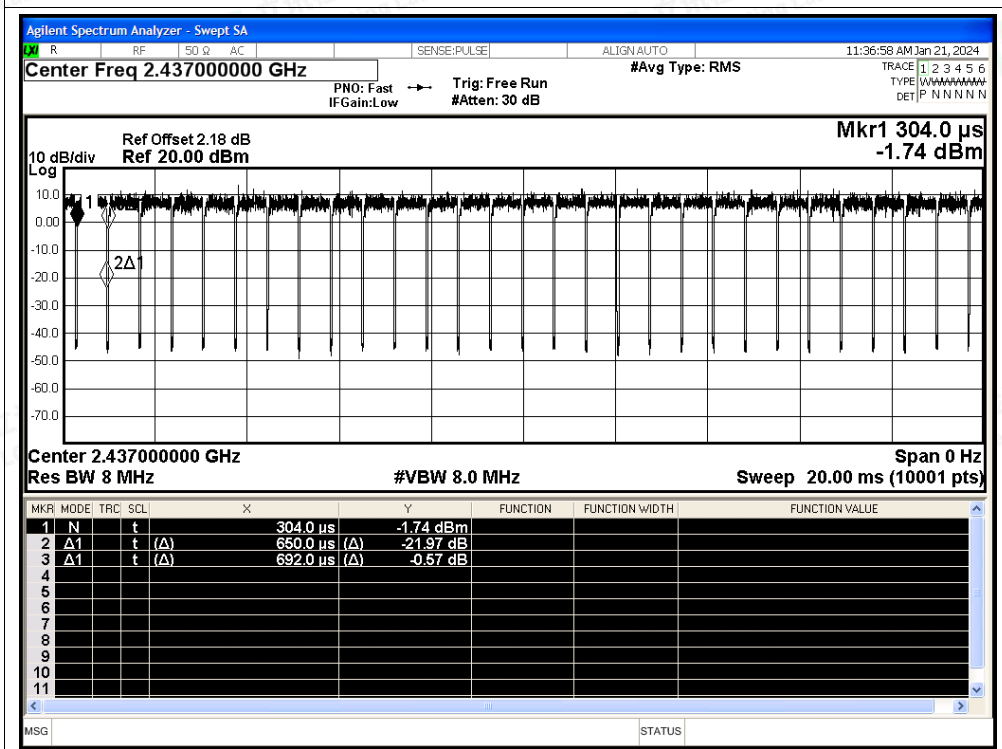 Agilent Spectrum Analyzer - Swept SA
LXI R RF 50 Ω AC SENSE:PULSE ALIGN AUTO 11:36:58 AM Jan 21, 2024
Center Freq 2.437000000 GHz #Avg Type: RMS TRACE 1 2 3 4 5 6
PNO: Fast Trig: Free Run TYPE W
IFGain:Low #Atten: 30 dB DET P N N N N N
Mkr1 304.0 µs
Ref Offset 2.18 dB
10 dB/div Ref 20.00 dBm -1.74 dBm
Log
10.0
1
0.00
-10.0
2Δ1
-20.0
-30.0
-40.0
-50.0
-60.0
-70.0
Center 2.437000000 GHz Span 0 Hz
Res BW 8 MHz #VBW 8.0 MHz Sweep 20.00 ms (10001 pts)
MKR MODE TRC SCL X Y FUNCTION FUNCTION WIDTH FUNCTION VALUE
1 N t 304.0 µs -1.74 dBm
2 Δ1 t (Δ) 650.0 µs (Δ) -21.97 dB
3 Δ1 t (Δ) 692.0 µs (Δ) -0.57 dB
4
5
6
7
8
9
10
11
MSG STATUS